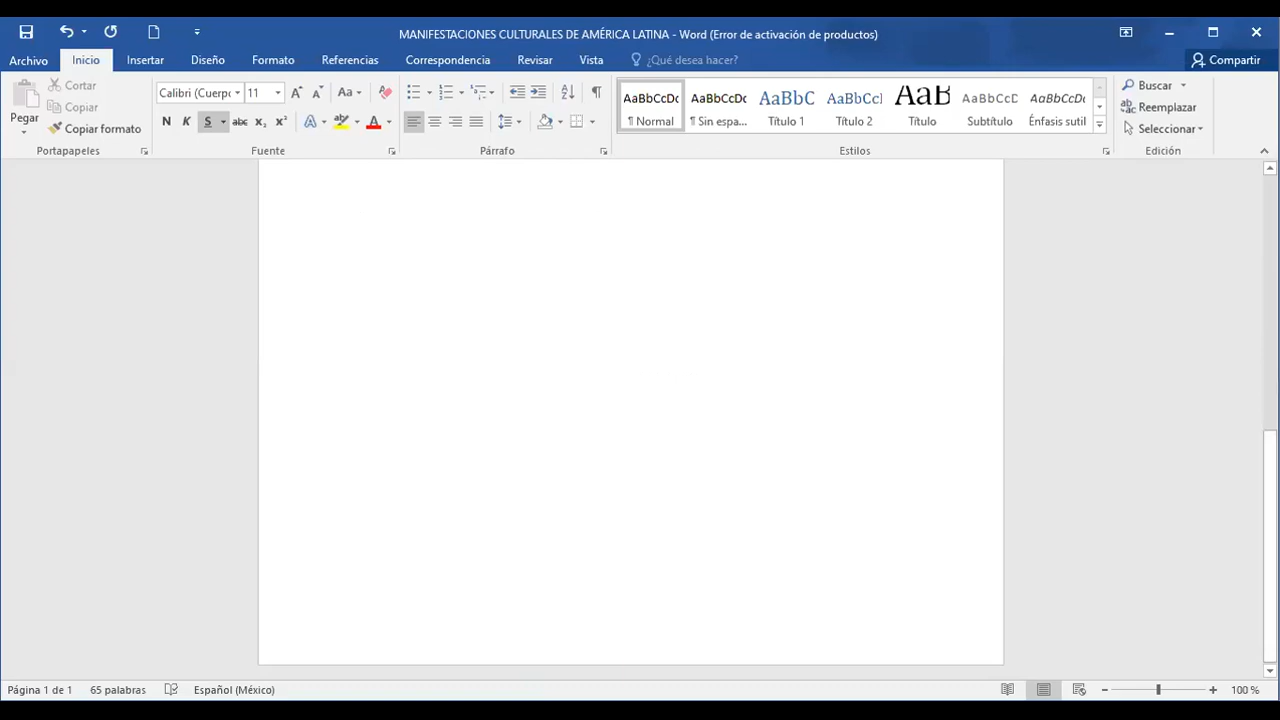 MANIFESTACIONES CULTURALES DE AMÉRICA LATINA - Word (Error de activación de productos)
Archivo Inicio Insertar Diseño Formato Referencias Correspondencia Revisar Vista ¿Qué desea hacer? Compartir
Pegar
Cortar
Copiar
Copiar formato
Portapapeles
Calibri (Cuerpo 11 Aa
N K S abc x₂ x² A aby A
Fuente
Párrafo
AaBbCcDc AaBbCcDc AaBbC AaBbCcI AaB AaBbCcD AaBbCcDc
¶ Normal ¶ Sin espa... Título 1 Título 2 Título Subtítulo Énfasis sutil
Estilos
Buscar
Reemplazar
Seleccionar
Edición
Página 1 de 1 65 palabras Español (México) 100 %